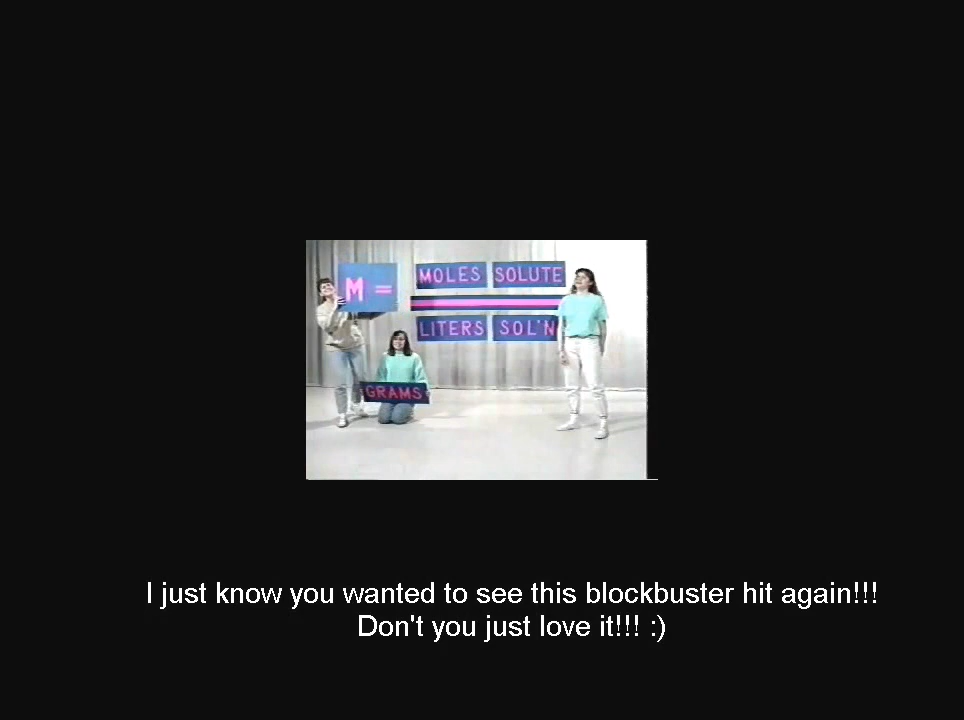 M =
MOLES SOLUTE
LITERS SOL'N
GRAMS
I just know you wanted to see this blockbuster hit again!!!
Don't you just love it!!! :)